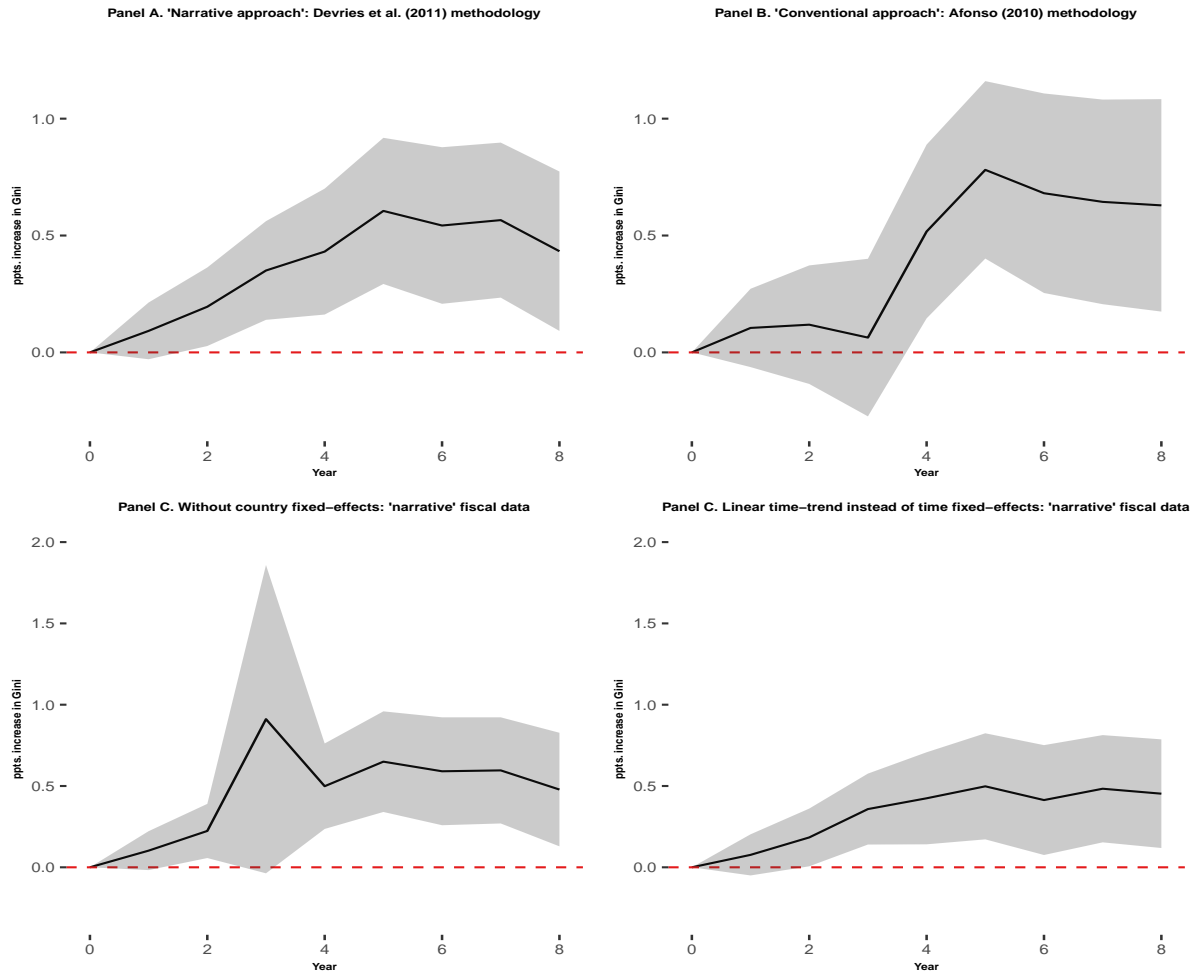 Panel A. 'Narrative approach': Devries et al. (2011) methodology
ppts. increase in Gini
1.0
0.5
0.0
0 2 4 6 8
Year
Panel B. 'Conventional approach': Afonso (2010) methodology
ppts. increase in Gini
1.0
0.5
0.0
0 2 4 6 8
Year
Panel C. Without country fixed−effects: 'narrative' fiscal data
ppts. increase in Gini
2.0
1.5
1.0
0.5
0.0
0 2 4 6 8
Year
Panel C. Linear time−trend instead of time fixed−effects: 'narrative' fiscal data
ppts. increase in Gini
2.0
1.5
1.0
0.5
0.0
0 2 4 6 8
Year